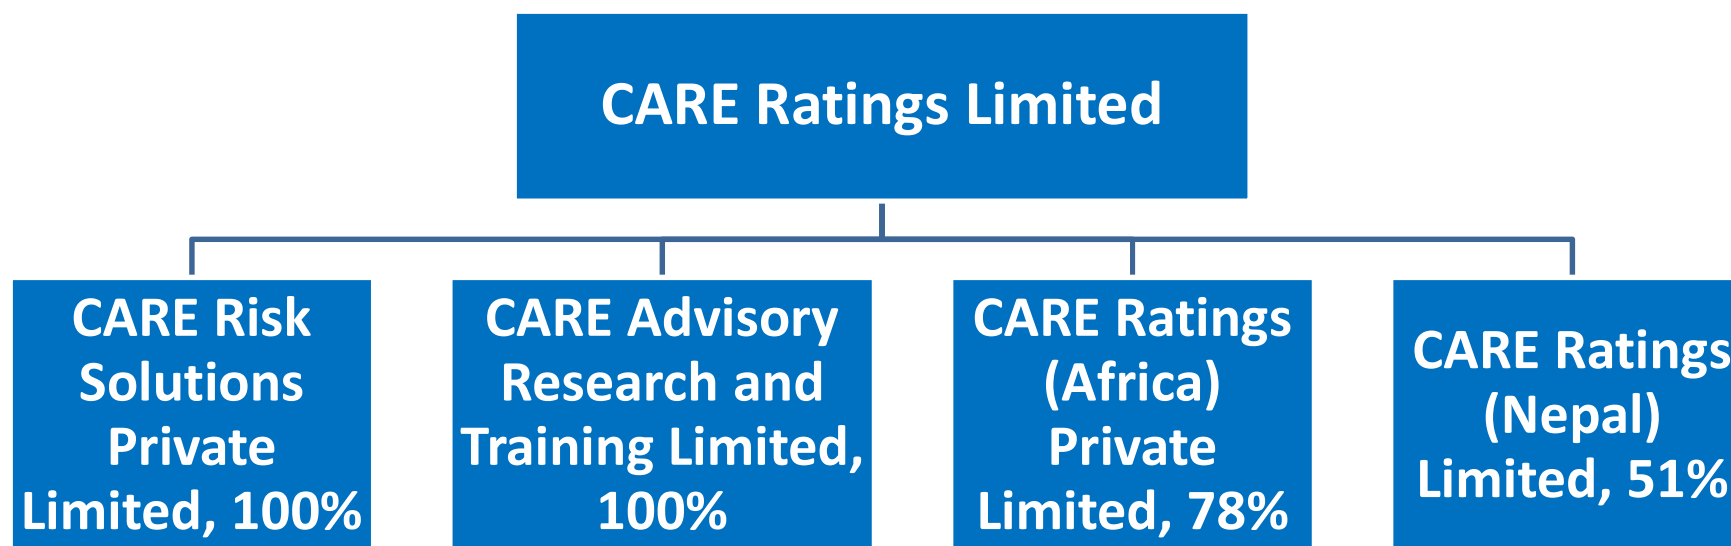 CARE Ratings Limited
CARE Risk
Solutions
Private
Limited, 100%
CARE Advisory
Research and
Training Limited,
100%
CARE Ratings
(Africa)
Private
Limited, 78%
CARE Ratings
(Nepal)
Limited, 51%